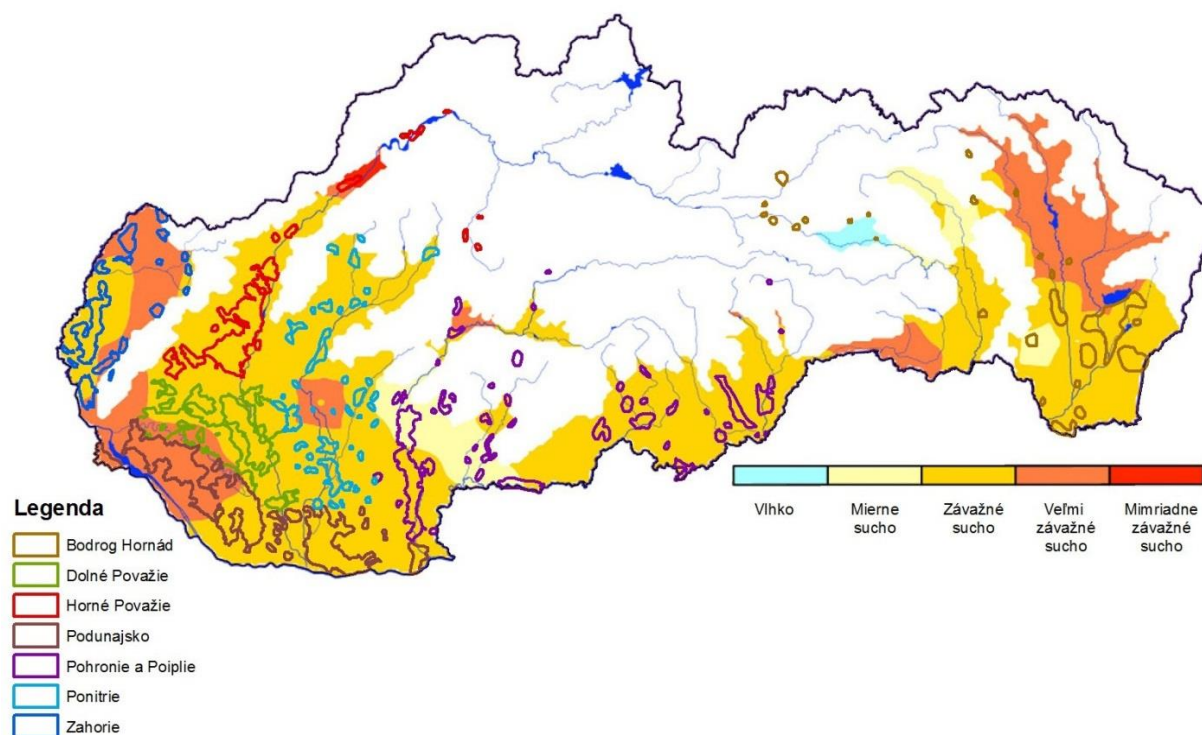 Vlhko
Mierne
sucho
Závažné
sucho
Veľmi
závažné
sucho
Mimriadne
závažné
sucho
Legenda
Bodrog Hornád
Dolné Považie
Horné Považie
Podunajsko
Pohronie a Poiplie
Ponitrie
Zahorie